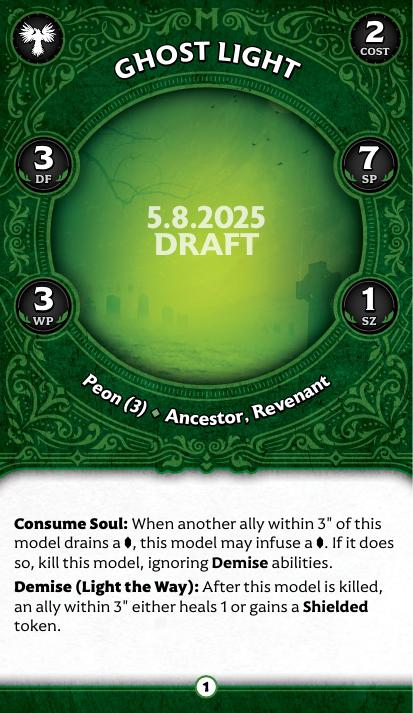 2
COST
GHOST LIGHT
3
DF
7
SP
5.8.2025
DRAFT
3
WP
1
SZ
Peon (3) ⬥ Ancestor, Revenant
Consume Soul: When another ally within 3" of this
model drains a ⬮, this model may infuse a ⬮. If it does
so, kill this model, ignoring Demise abilities.
Demise (Light the Way): After this model is killed,
an ally within 3" either heals 1 or gains a Shielded
token.
1